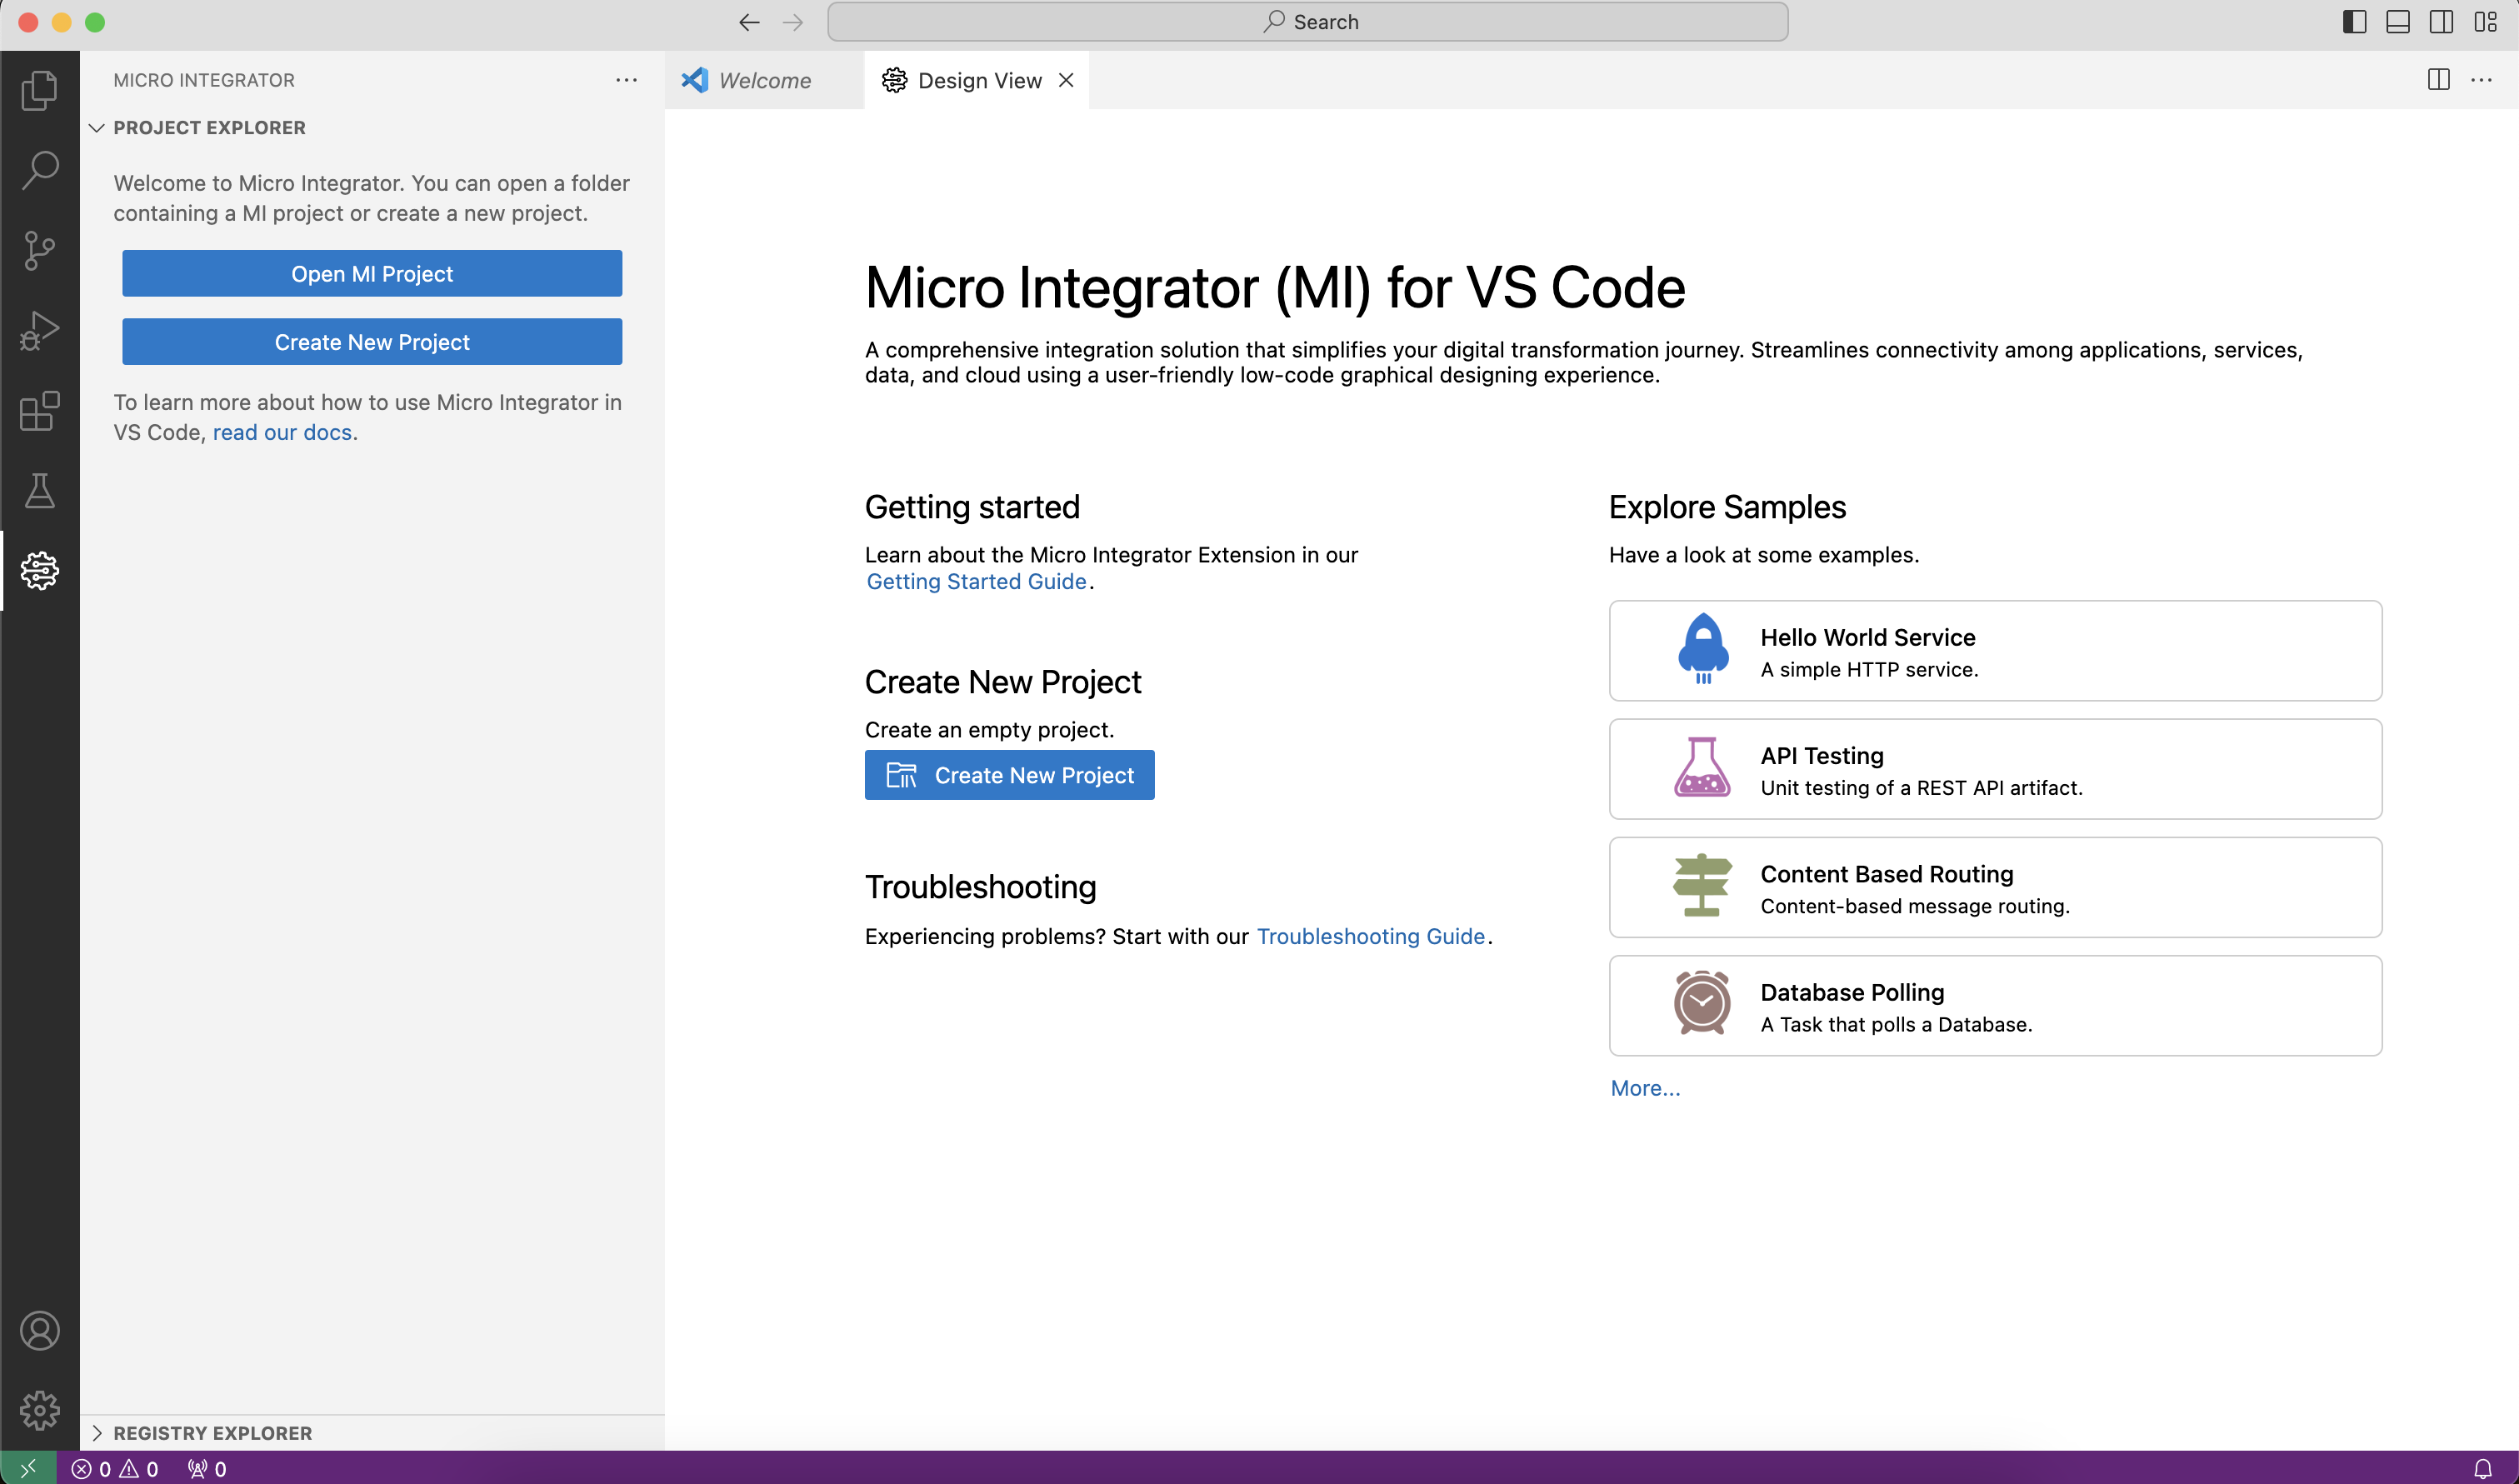 Search
MICRO INTEGRATOR
Welcome
Design View
PROJECT EXPLORER
Welcome to Micro Integrator. You can open a folder
containing a MI project or create a new project.
Open MI Project
Create New Project
To learn more about how to use Micro Integrator in
VS Code, read our docs.
Micro Integrator (MI) for VS Code
A comprehensive integration solution that simplifies your digital transformation journey. Streamlines connectivity among applications, services,
data, and cloud using a user-friendly low-code graphical designing experience.
Getting started
Learn about the Micro Integrator Extension in our
Getting Started Guide.
Create New Project
Create an empty project.
Create New Project
Troubleshooting
Experiencing problems? Start with our Troubleshooting Guide.
Explore Samples
Have a look at some examples.
Hello World Service
A simple HTTP service.
API Testing
Unit testing of a REST API artifact.
Content Based Routing
Content-based message routing.
Database Polling
A Task that polls a Database.
More...
REGISTRY EXPLORER
0 0 0